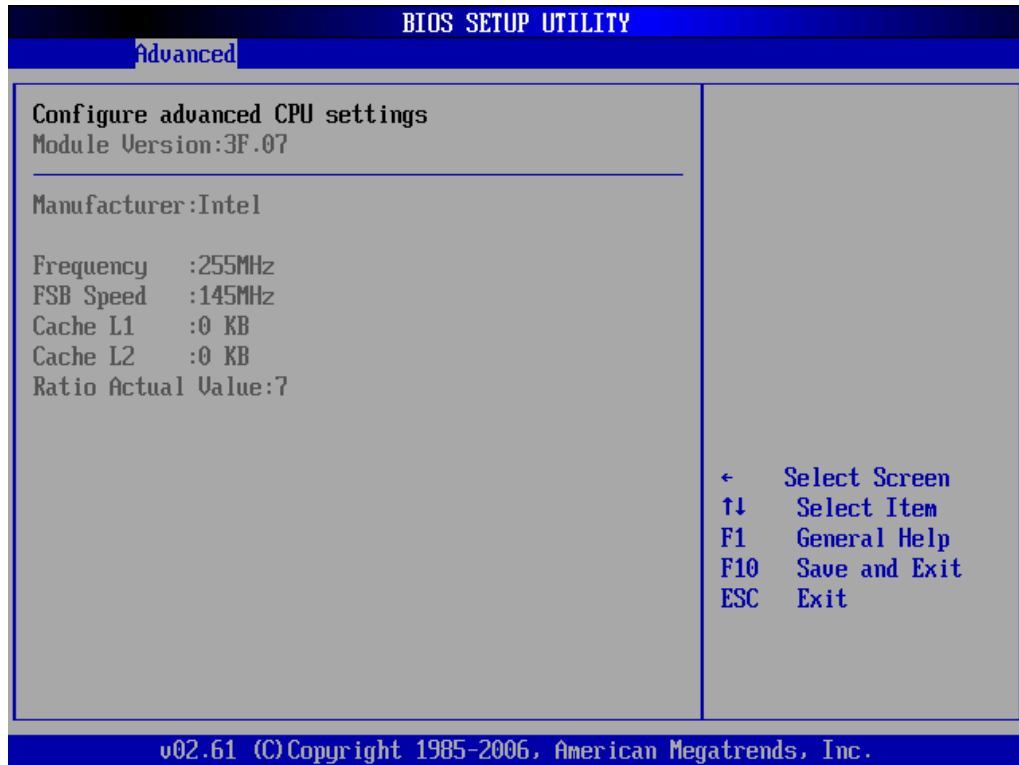 BIOS SETUP UTILITY
Advanced
Configure advanced CPU settings
Module Version:3F.07
Manufacturer:Intel
Frequency   :255MHz
FSB Speed   :145MHz
Cache L1    :0 KB
Cache L2    :0 KB
Ratio Actual Value:7
←    Select Screen
↑↓    Select Item
F1    General Help
F10   Save and Exit
ESC   Exit
v02.61 (C)Copyright 1985-2006, American Megatrends, Inc.